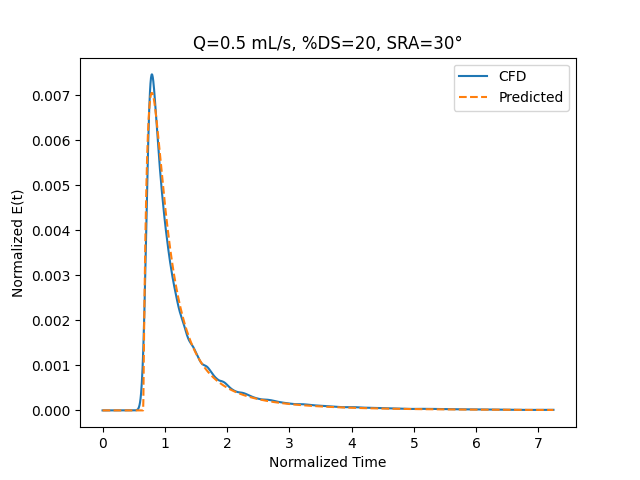 Q=0.5 mL/s, %DS=20, SRA=30°
CFD
Predicted
0.007
0.006
0.005
0.004
0.003
0.002
0.001
0.000
Normalized E(t)
0 1 2 3 4 5 6 7
Normalized Time